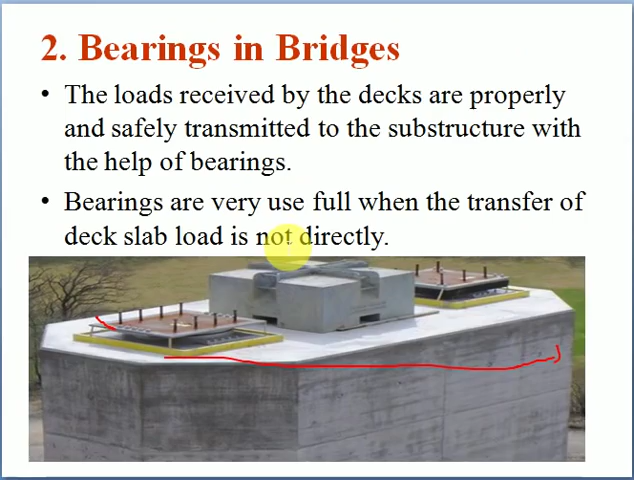 2. Bearings in Bridges
• The loads received by the decks are properly
and safely transmitted to the substructure with
the help of bearings.
• Bearings are very use full when the transfer of
deck slab load is not directly.